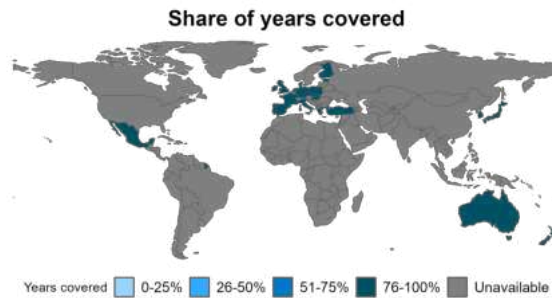 Share of years covered
Years covered 0-25% 26-50% 51-75% 76-100% Unavailable